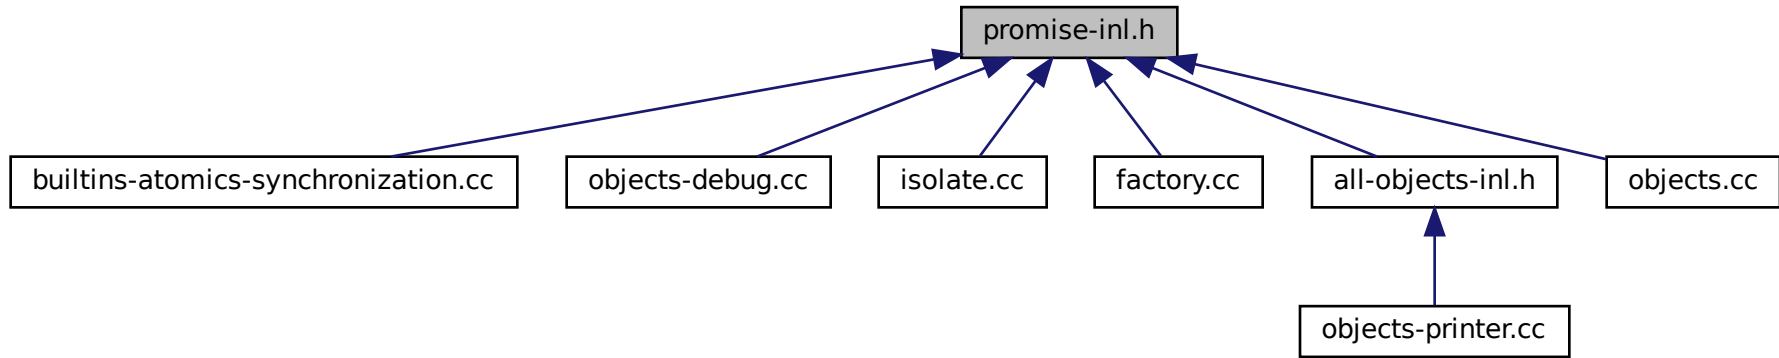 promise-inl.h
builtins-atomics-synchronization.cc
objects-debug.cc
isolate.cc
factory.cc
all-objects-inl.h
objects.cc
objects-printer.cc